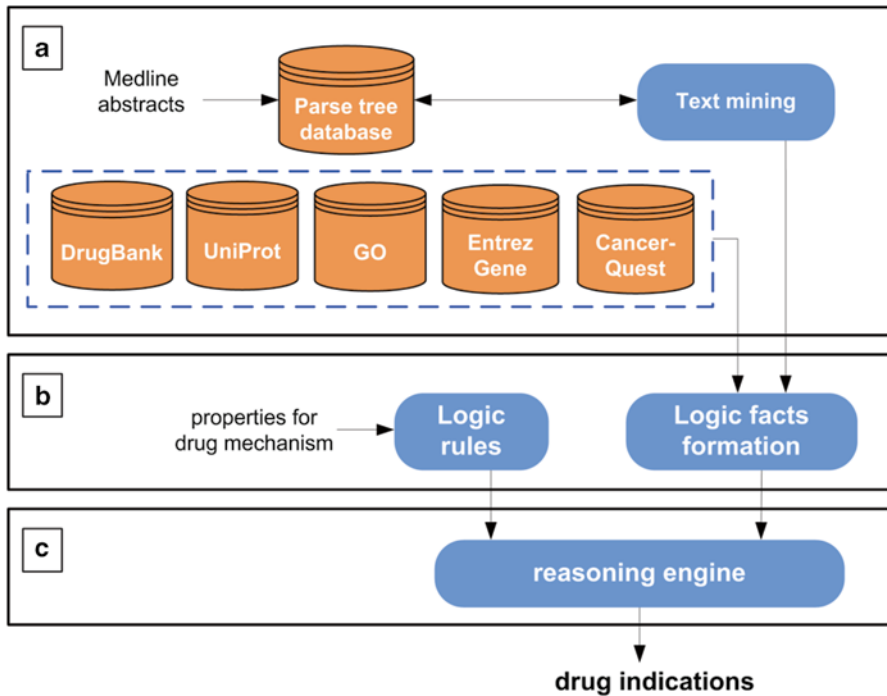 a
Medline
abstracts
Parse tree
database
Text mining
DrugBank
UniProt
GO
Entrez
Gene
Cancer-
Quest
b
properties for
drug mechanism
Logic
rules
Logic facts
formation
c
reasoning engine
drug indications